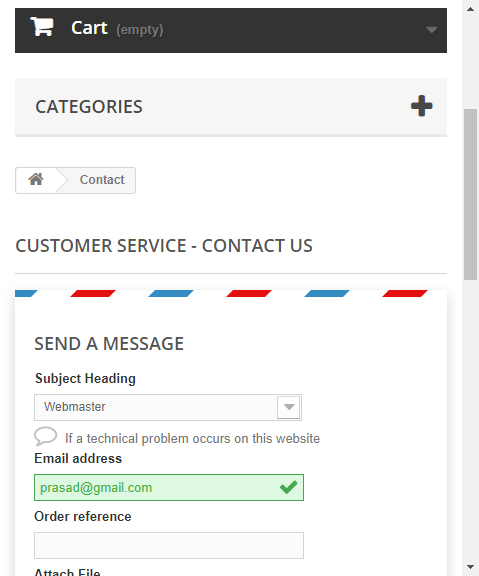 Cart (empty)
CATEGORIES
Contact
CUSTOMER SERVICE - CONTACT US
SEND A MESSAGE
Subject Heading
Webmaster
If a technical problem occurs on this website
Email address
prasad@gmail.com
Order reference
Attach File